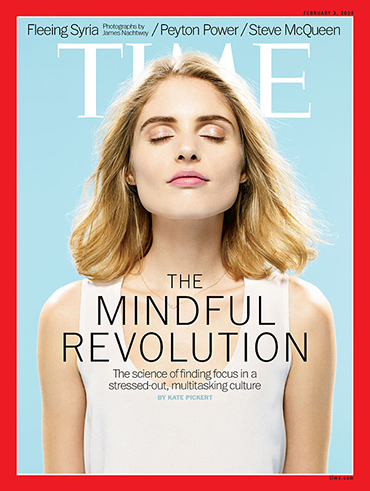 FEBRUARY 3, 2014
Fleeing Syria Photographs by James Nachtwey / Peyton Power / Steve McQueen
TIME
THE
MINDFUL
REVOLUTION
The science of finding focus in a
stressed-out, multitasking culture
BY KATE PICKERT
time.com